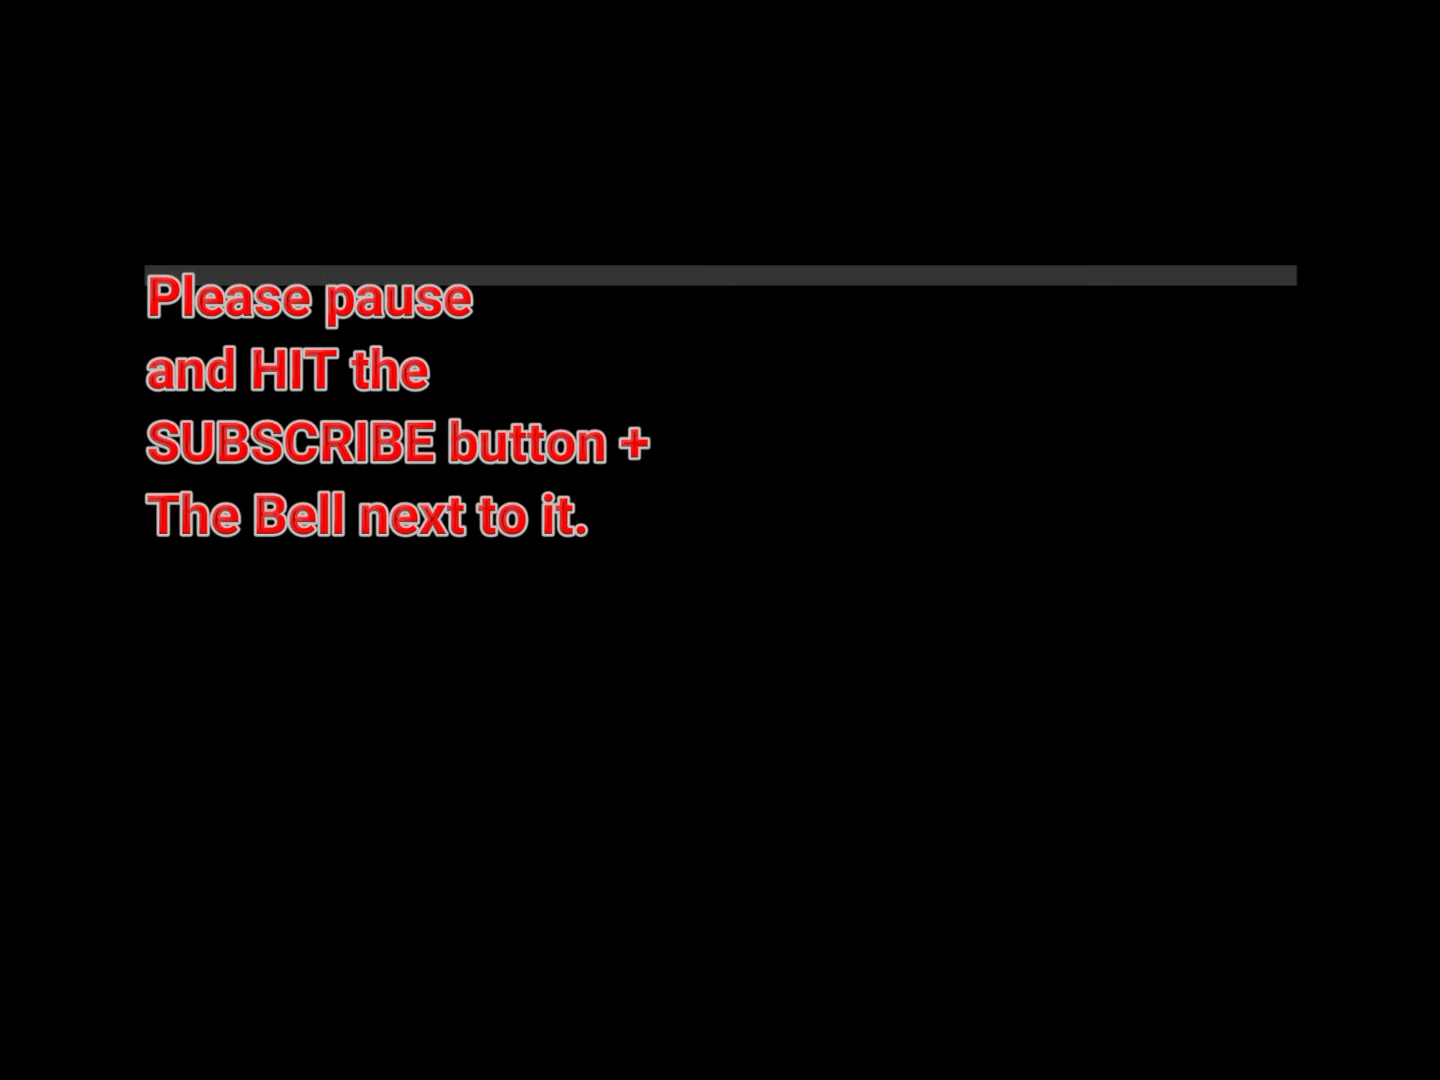 Please pause
and HIT the
SUBSCRIBE button +
The Bell next to it.